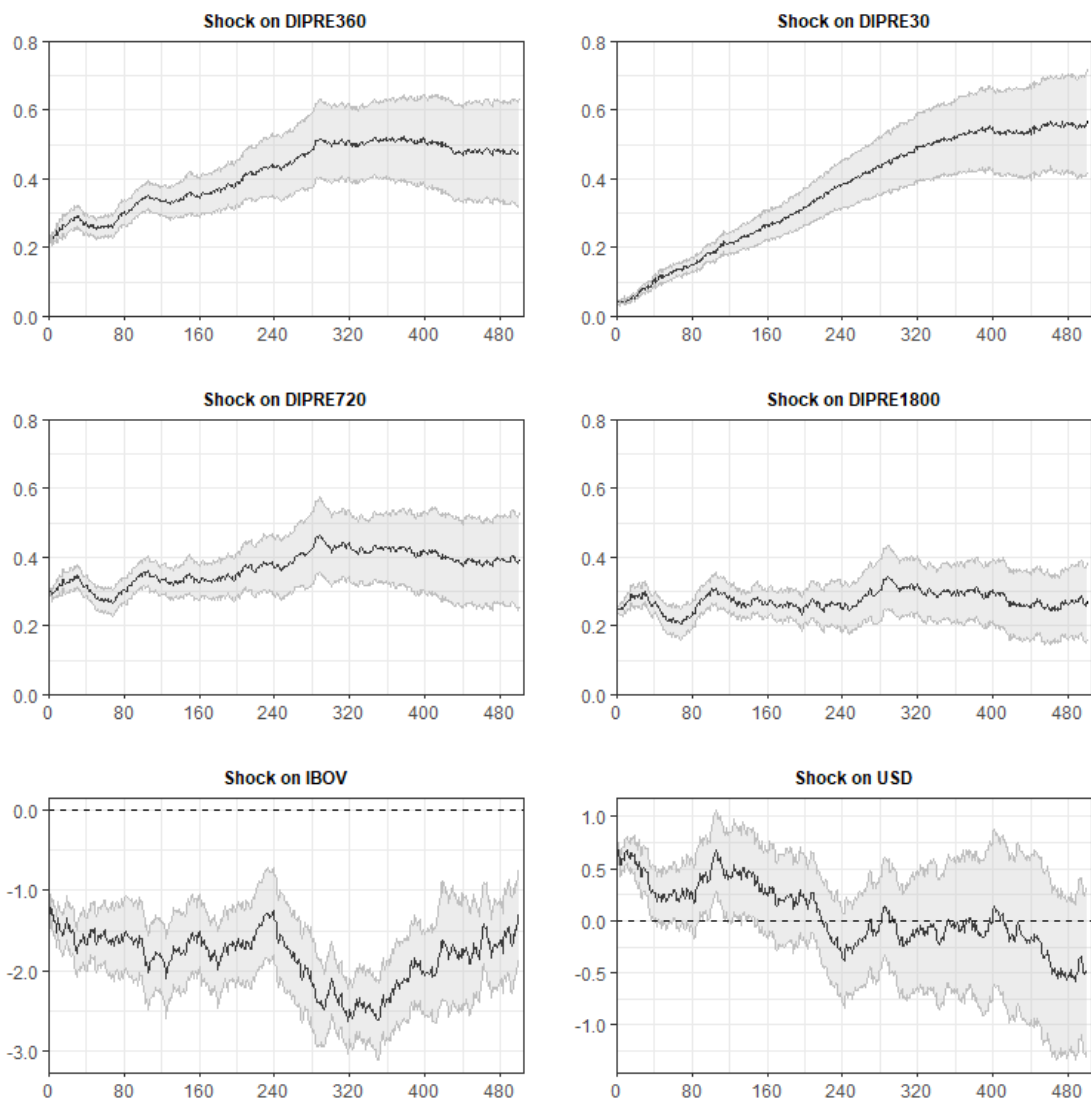 Shock on DIPRE360
0.8
0.6
0.4
0.2
0.0
0 80 160 240 320 400 480
Shock on DIPRE30
0.8
0.6
0.4
0.2
0.0
0 80 160 240 320 400 480
Shock on DIPRE720
0.8
0.6
0.4
0.2
0.0
0 80 160 240 320 400 480
Shock on DIPRE1800
0.8
0.6
0.4
0.2
0.0
0 80 160 240 320 400 480
Shock on IBOV
0.0
-1.0
-2.0
-3.0
0 80 160 240 320 400 480
Shock on USD
1.0
0.5
0.0
-0.5
-1.0
0 80 160 240 320 400 480